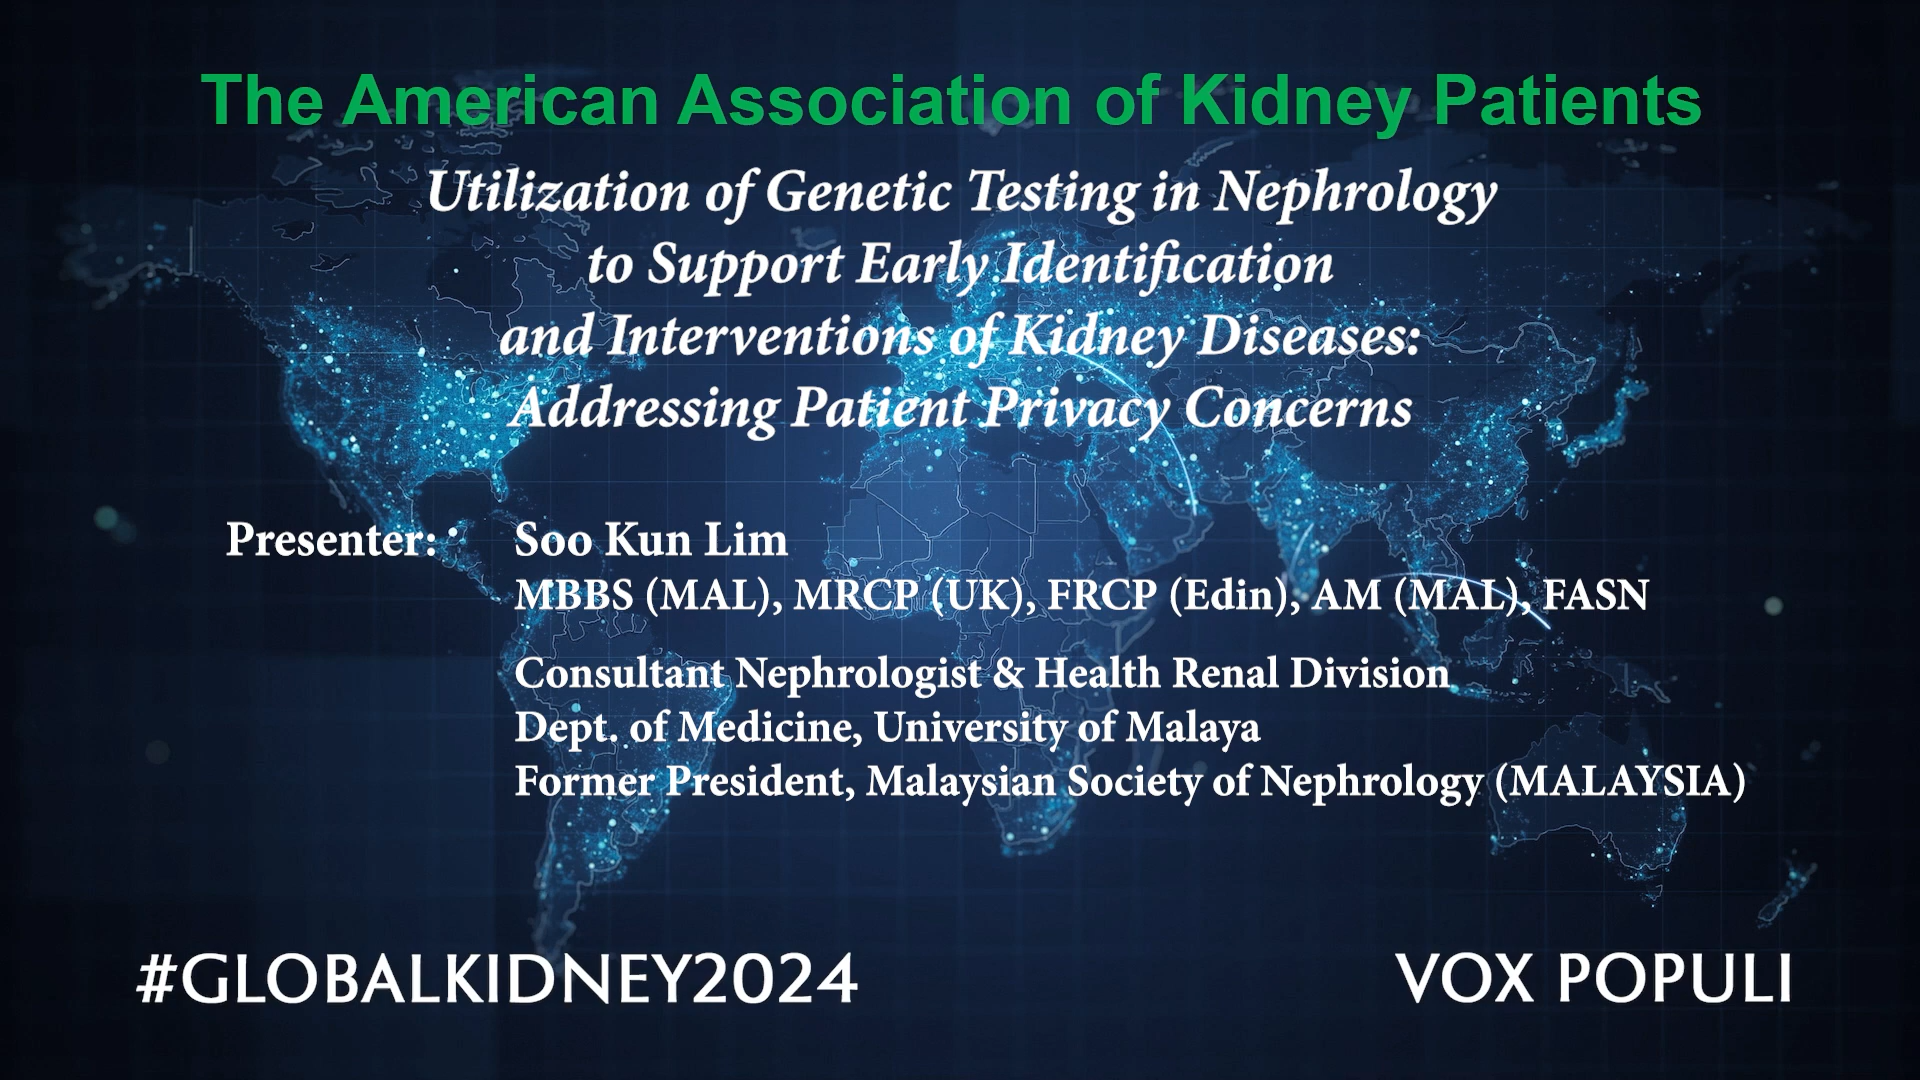 The American Association of Kidney Patients
Utilization of Genetic Testing in Nephrology
to Support Early Identification
and Interventions of Kidney Diseases:
Addressing Patient Privacy Concerns
Presenter: Soo Kun Lim
MBBS (MAL), MRCP (UK), FRCP (Edin), AM (MAL), FASN
Consultant Nephrologist & Health Renal Division
Dept. of Medicine, University of Malaya
Former President, Malaysian Society of Nephrology (MALAYSIA)
#GLOBALKIDNEY2024 VOX POPULI